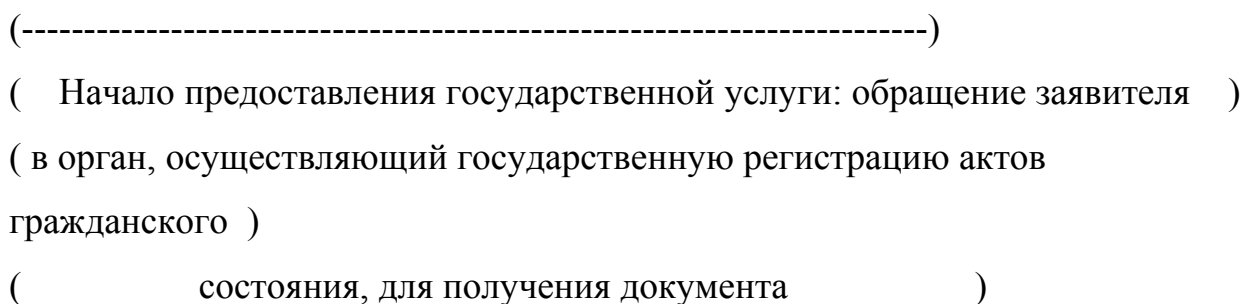 (-------------------------------------------------------------------------)
( Начало предоставления государственной услуги: обращение заявителя )
( в орган, осуществляющий государственную регистрацию актов
гражданского )
( состояния, для получения документа )